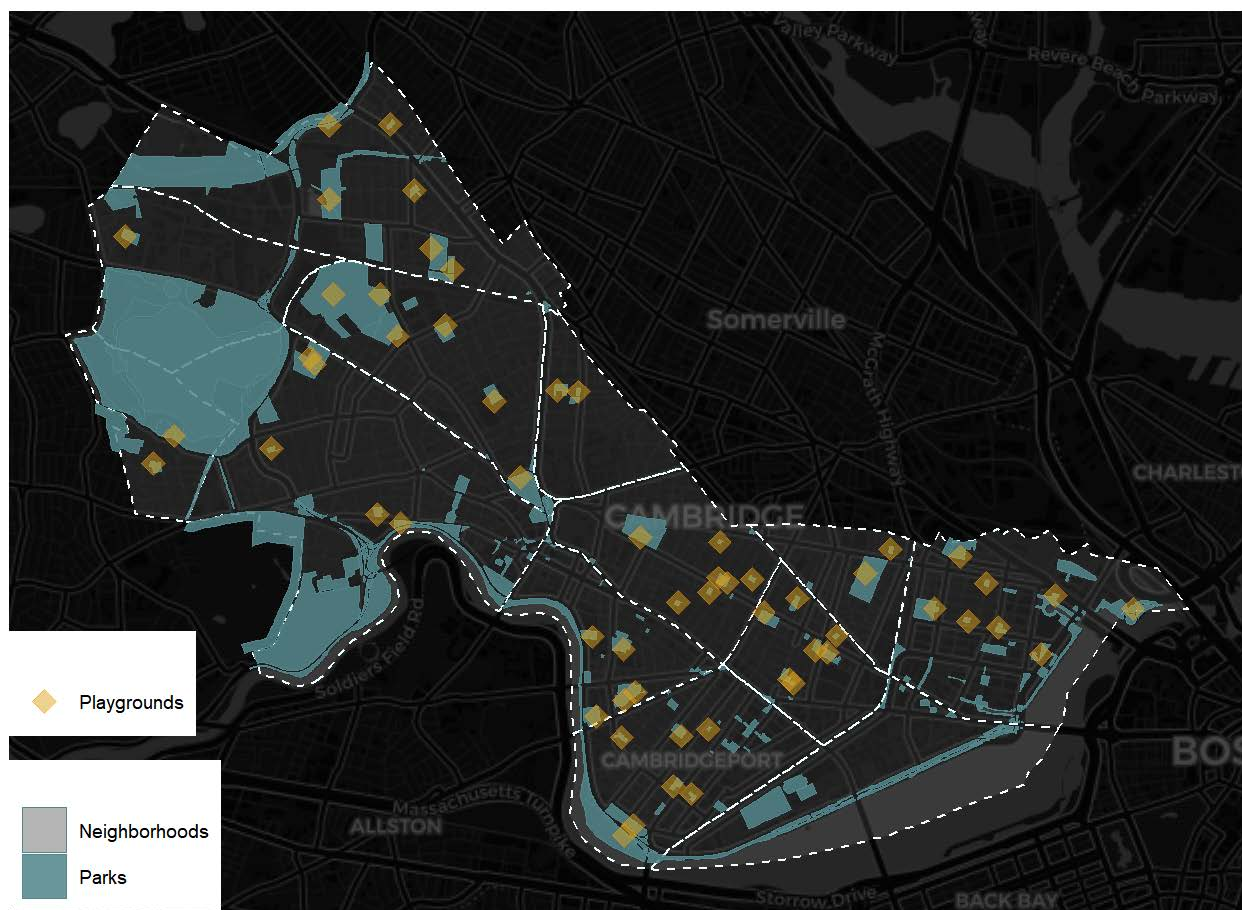 Valley Parkway
Revere Beach Parkway
Somerville
McGrath Highway
CHARLEST
CAMBRIDGE
Soldiers Field Rd
Playgrounds
CAMBRIDGEPORT
BOS
Massachusetts Turnpike
ALLSTON
Neighborhoods
Parks
Storrow Drive
BACK BAY